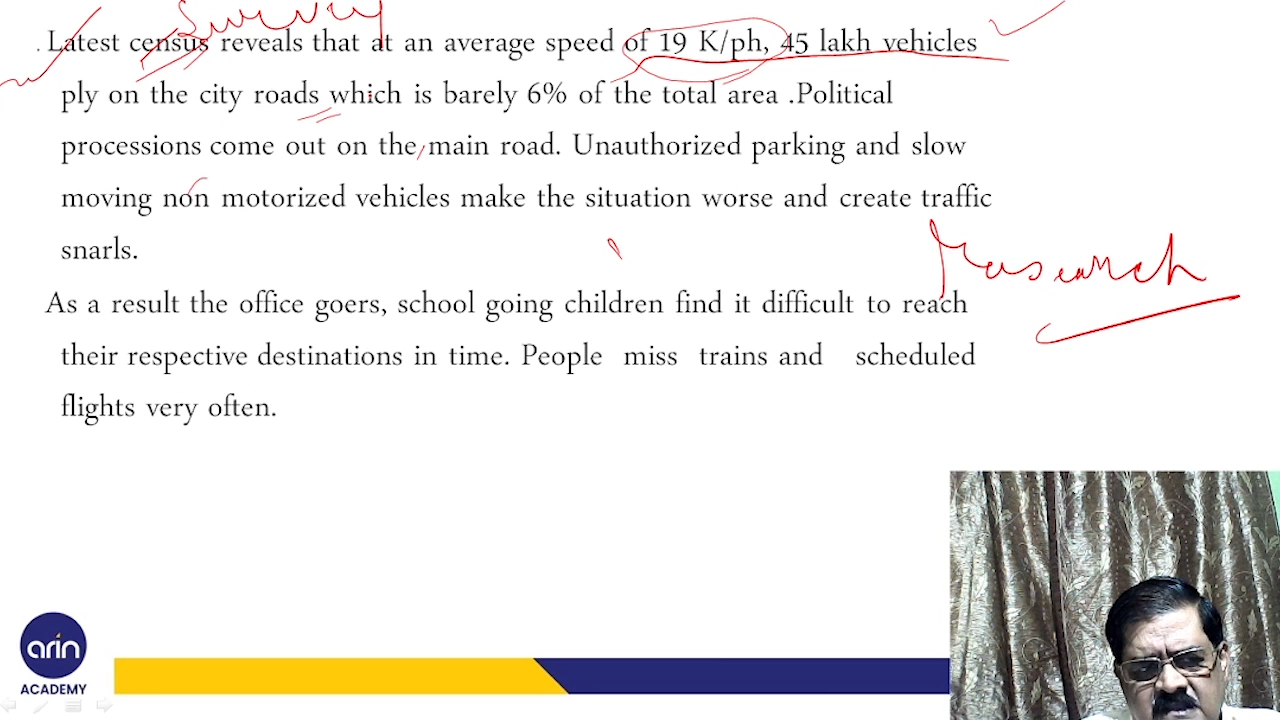 Survey
. Latest census reveals that at an average speed of 19 K/ph, 45 lakh vehicles
ply on the city roads which is barely 6% of the total area .Political
processions come out on the main road. Unauthorized parking and slow
moving non motorized vehicles make the situation worse and create traffic
snarls.
Research
As a result the office goers, school going children find it difficult to reach
their respective destinations in time. People miss trains and scheduled
flights very often.
arin
ACADEMY